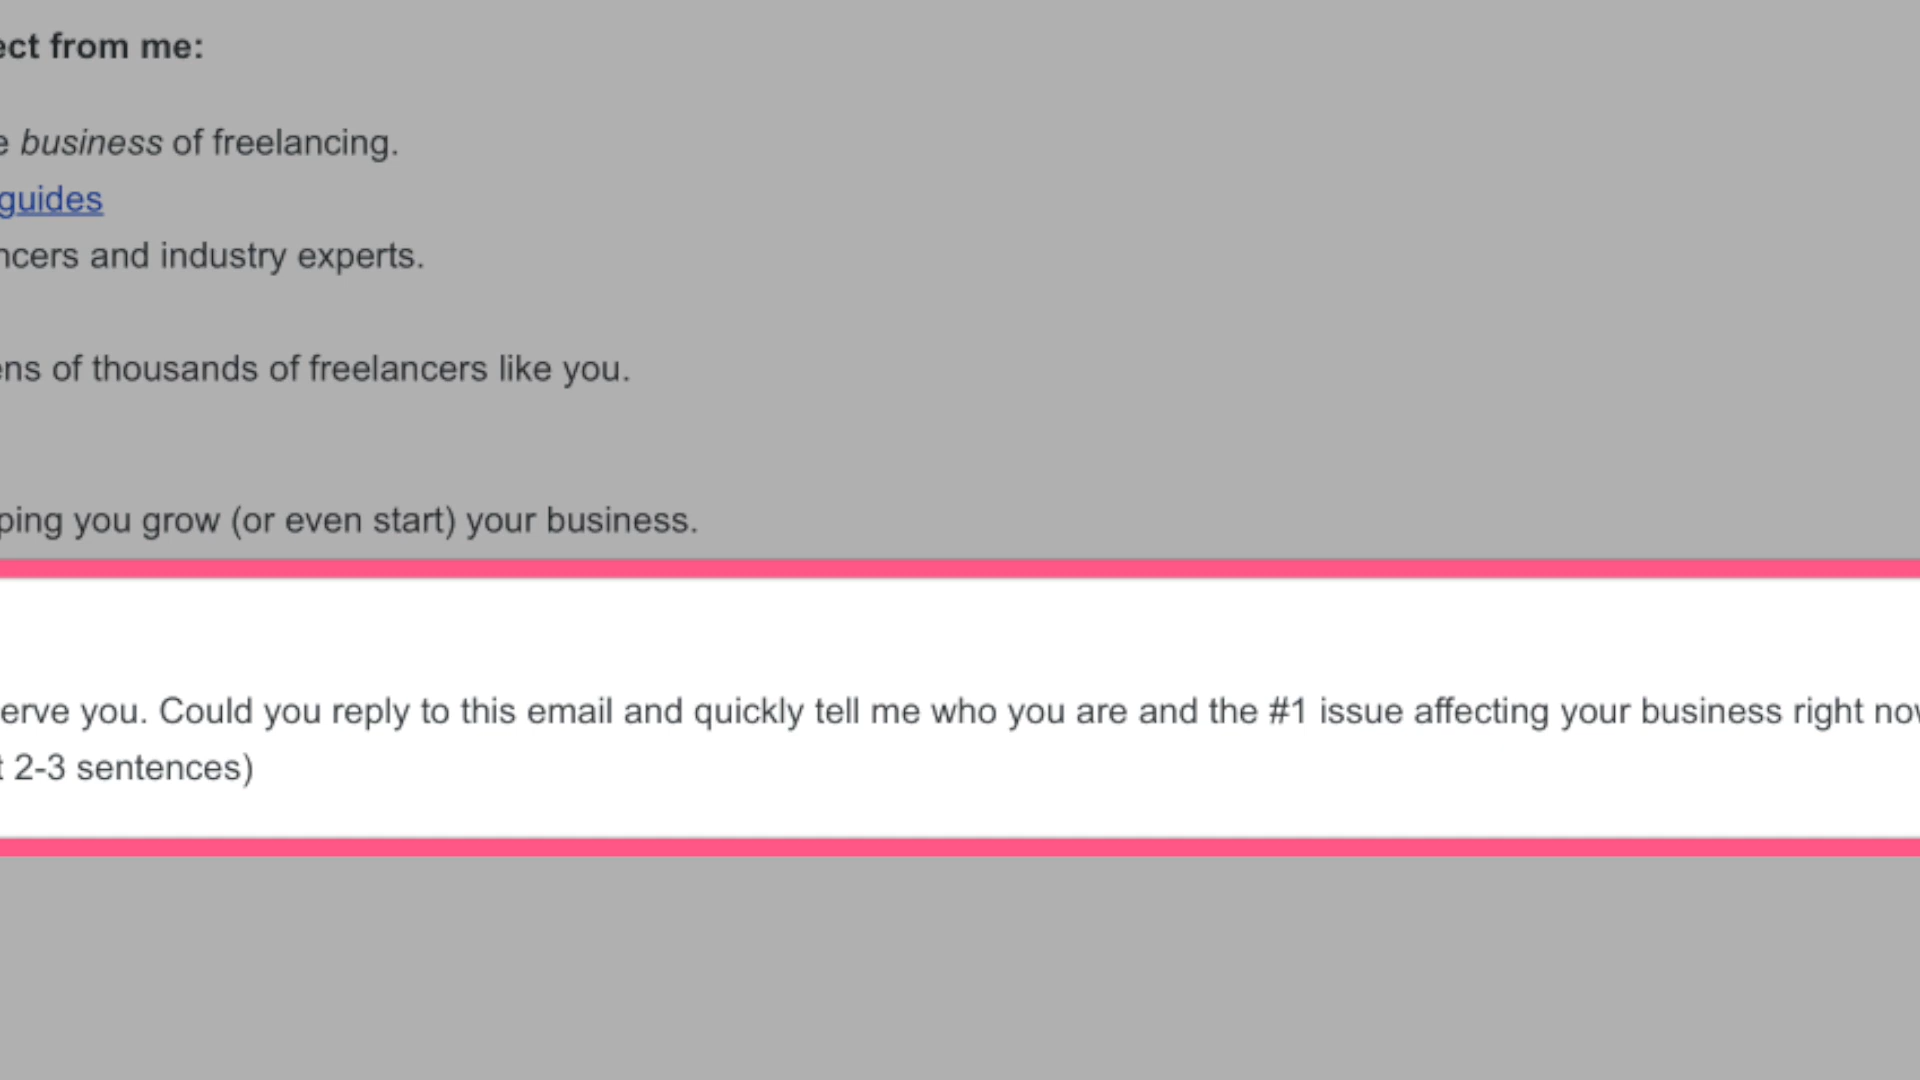 ect from me:
e business of freelancing.
guides
ncers and industry experts.
ens of thousands of freelancers like you.
ping you grow (or even start) your business.
erve you. Could you reply to this email and quickly tell me who you are and the #1 issue affecting your business right no
t 2-3 sentences)